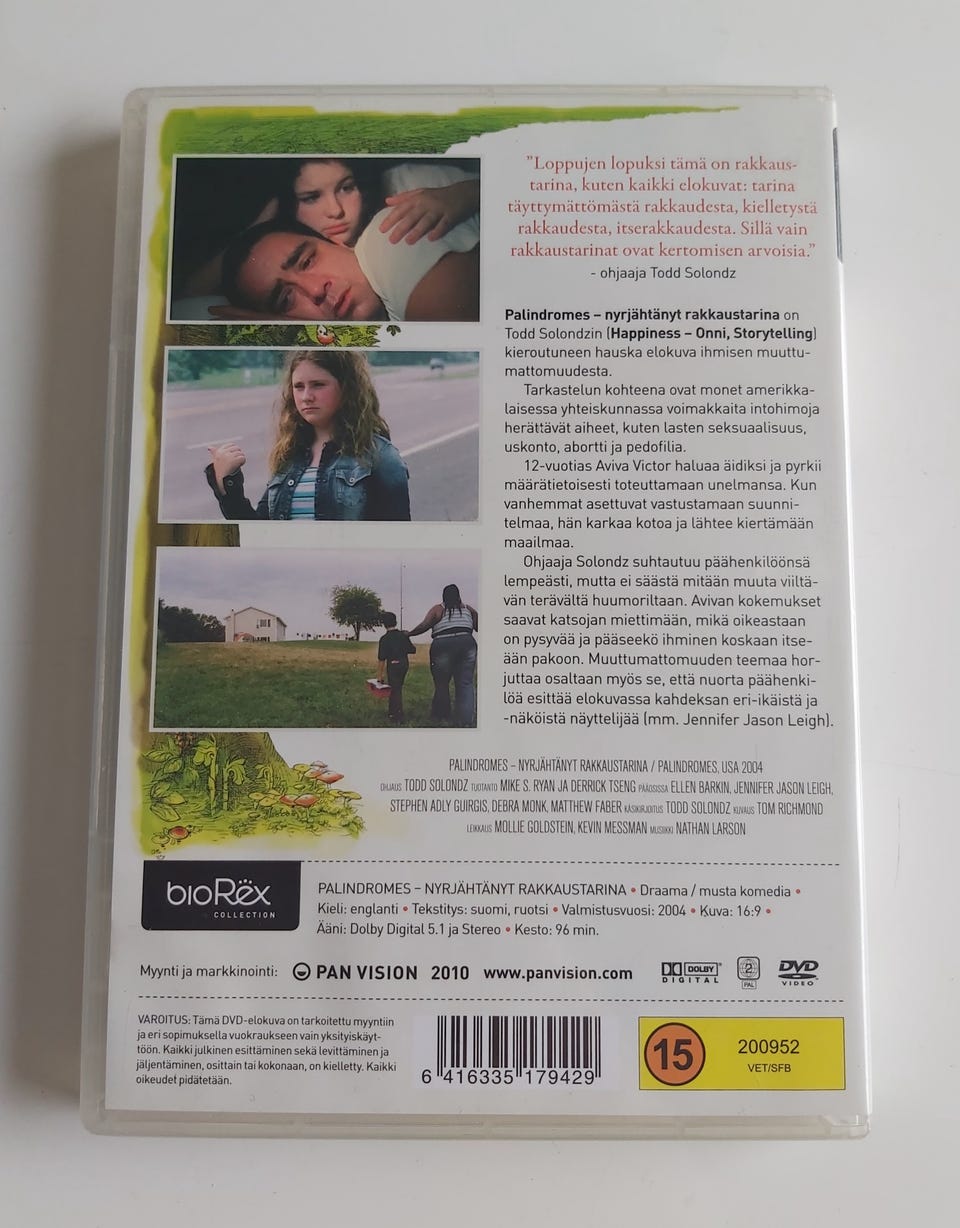 "Loppujen lopuksi tämä on rakkaus-
tarina, kuten kaikki elokuvat: tarina
täyttymättömästä rakkaudesta, kielletystä
rakkaudesta, itserakkaudesta. Sillä vain
rakkaustarinat ovat kertomisen arvoisia."
- ohjaaja Todd Solondz
Palindromes – nyrjähtänyt rakkaustarina on
Todd Solondzin (Happiness – Onni, Storytelling)
kieroutuneen hauska elokuva ihmisen muuttu-
mattomuudesta.
Tarkastelun kohteena ovat monet amerikka-
laisessa yhteiskunnassa voimakkaita intohimoja
herättävät aiheet, kuten lasten seksuaalisuus,
uskonto, abortti ja pedofilia.
12-vuotias Aviva Victor haluaa äidiksi ja pyrkii
määrätietoisesti toteuttamaan unelmansa. Kun
vanhemmat asettuvat vastustamaan suunni-
telmaa, hän karkaa kotoa ja lähtee kiertämään
maailmaa.
Ohjaaja Solondz suhtautuu päähenkilöönsä
lempeästi, mutta ei säästä mitään muuta viiltä-
vän terävältä huumoriltaan. Avivan kokemukset
saavat katsojan miettimään, mikä oikeastaan
on pysyvää ja pääseekö ihminen koskaan itse-
ään pakoon. Muuttumattomuuden teemaa hor-
juttaa osaltaan myös se, että nuorta päähenki-
löä esittää elokuvassa kahdeksan eri-ikäistä ja
-näköistä näyttelijää (mm. Jennifer Jason Leigh).
PALINDROMES – NYRJÄHTÄNYT RAKKAUSTARINA / PALINDROMES, USA 2004
OHJAUS TODD SOLONDZ TUOTANTO MIKE S. RYAN JA DERRICK TSENG PÄÄOSISSA ELLEN BARKIN, JENNIFER JASON LEIGH,
STEPHEN ADLY GUIRGIS, DEBRA MONK, MATTHEW FABER KÄSIKIRJOITUS TODD SOLONDZ KUVAUS TOM RICHMOND
LEIKKAUS MOLLIE GOLDSTEIN, KEVIN MESSMAN MUSIIKKI NATHAN LARSON
bioRex
COLLECTION
PALINDROMES – NYRJÄHTÄNYT RAKKAUSTARINA • Draama / musta komedia •
Kieli: englanti • Tekstitys: suomi, ruotsi • Valmistusvuosi: 2004 • Kuva: 16:9 •
Ääni: Dolby Digital 5.1 ja Stereo • Kesto: 96 min.
Myynti ja markkinointi: PAN VISION 2010 www.panvision.com
DOLBY
DIGITAL
2
PAL
DVD
VIDEO
VAROITUS: Tämä DVD-elokuva on tarkoitettu myyntiin
ja eri sopimuksella vuokraukseen vain yksityiskäyt-
töön. Kaikki julkinen esittäminen sekä levittäminen ja
jäljentäminen, osittain tai kokonaan, on kielletty. Kaikki
oikeudet pidätetään.
6 416335 179429
15
200952
VET/SFB